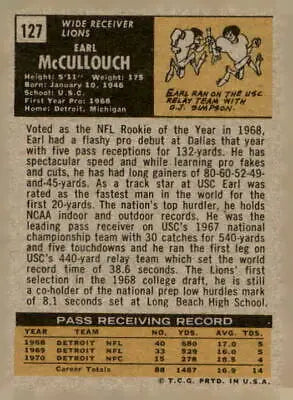 127
WIDE RECEIVER
LIONS
EARL
McCULLOUCH
Height: 5'11" Weight: 175
Born: January 10, 1946
School: U.S.C.
First Year Pro: 1968
Home: Detroit, Michigan
EARL RAN ON THE USC
RELAY TEAM WITH
O.J. SIMPSON.
Voted as the NFL Rookie of the Year in 1968,
Earl had a flashy pro debut at Dallas that
year with five pass receptions for 132-yards. He
has spectacular speed and while learning pro fake
moves and cuts, he has had long gainers of 80-60-52-49-
and-45-yards. As a track star at USC Earl was
rated as the fastest man in the world for the
70-yards. The nation's top hurdler, he holds
NCAA indoor and outdoor records. He was the
leading pass receiver on USC's 1967 national
championship team with 30 catches for 540-yards
and five touchdowns and he ran the first leg on
USC's 440-yard relay team which set the world
record time of 38.6 seconds. The Lions' first
selection in the 1968 college draft, he is still
a co-holder of the national prep low hurdle mark
of 8.1 seconds set at Long Beach High School.
PASS RECEIVING RECORD
YEAR TEAM NO. YDS. AVG. TDS.
1968 DETROIT NFL 40 680 17.0 5
1969 DETROIT NFL 33 529 16.0 5
1970 DETROIT NFC 15 278 18.5 4
Career Totals 88 1487 16.9 14
© T.C.G. PRTD. IN U.S.A.